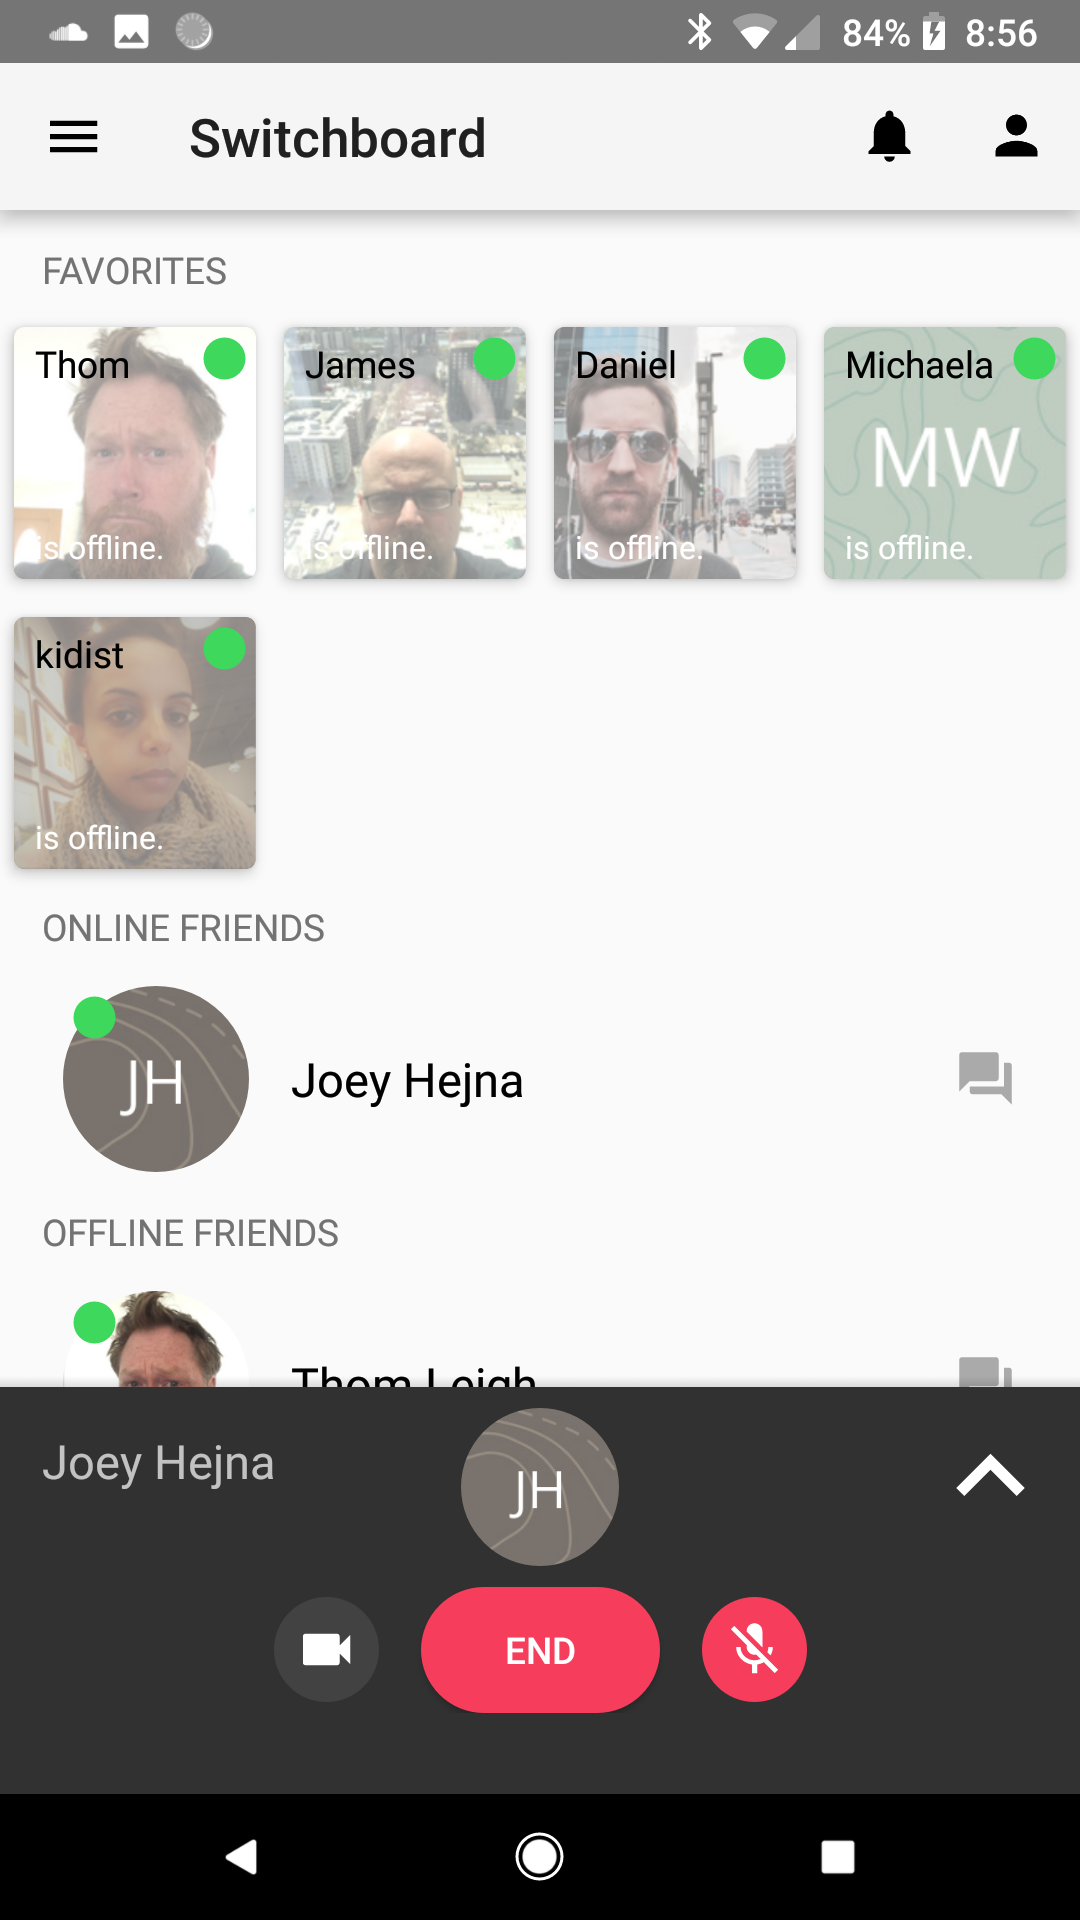 84% 8:56
Switchboard
FAVORITES
Thom James Daniel Michaela
MW
is offline. is offline. is offline. is offline.
kidist
is offline.
ONLINE FRIENDS
JH Joey Hejna
OFFLINE FRIENDS
Thom Leigh
Joey Hejna JH
END